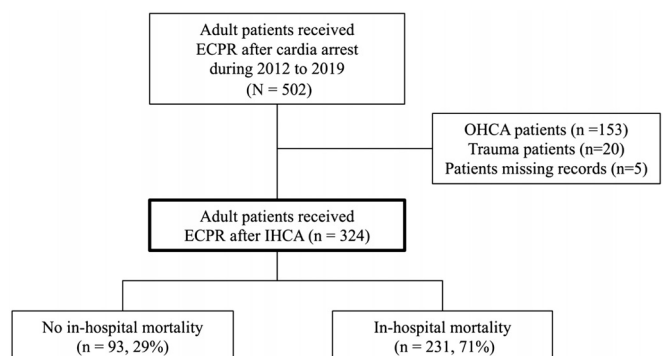 Adult patients received
ECPR after cardia arrest
during 2012 to 2019
(N = 502)
OHCA patients (n =153)
Trauma patients (n=20)
Patients missing records (n=5)
Adult patients received
ECPR after IHCA (n = 324)
No in-hospital mortality
(n = 93, 29%)
In-hospital mortality
(n = 231, 71%)